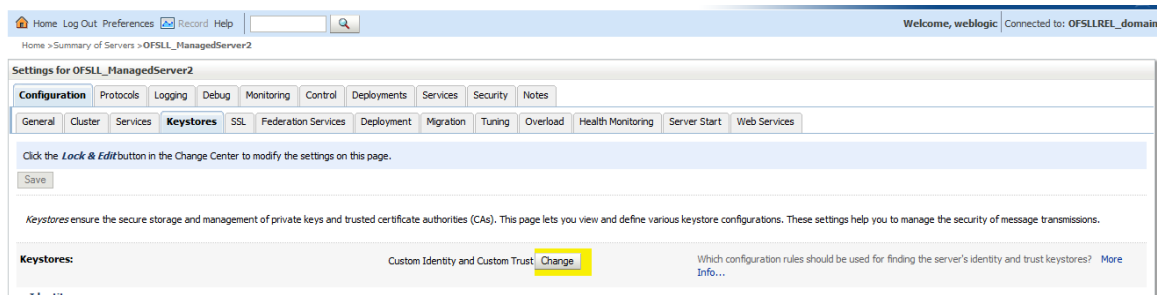 Home Log Out Preferences Record Help Welcome, weblogic Connected to: OFSLLREL_domain
Home >Summary of Servers >OFSLL_ManagedServer2
Settings for OFSLL_ManagedServer2
Configuration Protocols Logging Debug Monitoring Control Deployments Services Security Notes
General Cluster Services Keystores SSL Federation Services Deployment Migration Tuning Overload Health Monitoring Server Start Web Services
Click the Lock & Edit button in the Change Center to modify the settings on this page.
Save
Keystores ensure the secure storage and management of private keys and trusted certificate authorities (CAs). This page lets you view and define various keystore configurations. These settings help you to manage the security of message transmissions.
Keystores: Custom Identity and Custom Trust Change Which configuration rules should be used for finding the server's identity and trust keystores? More
Info...